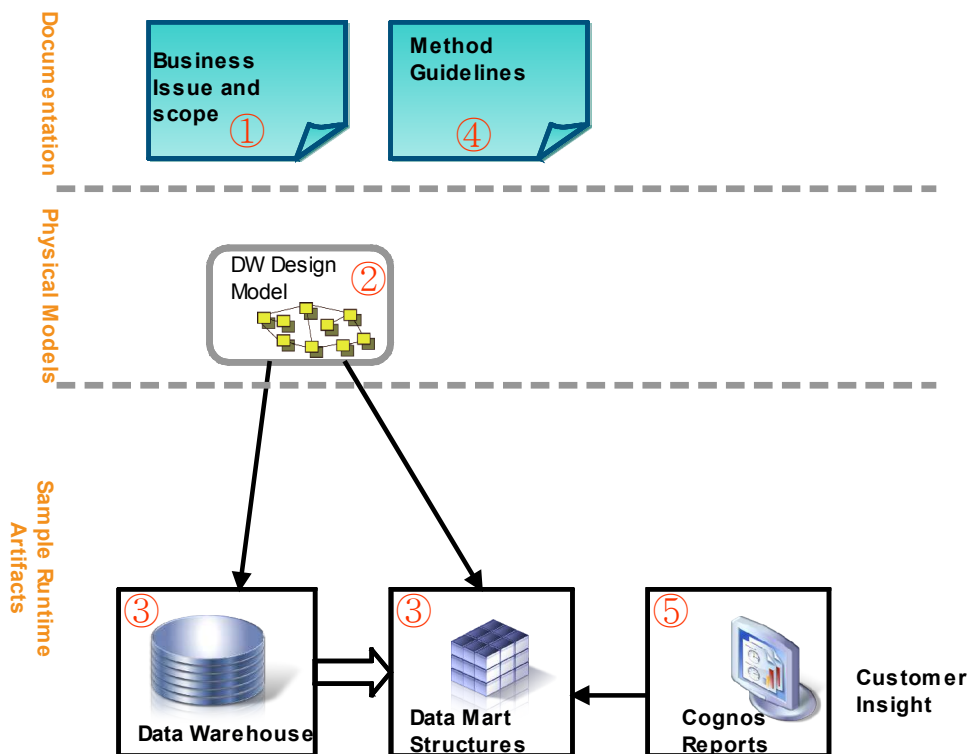 Documentation
Business
Issue and
scope
①
Method
Guidelines
④
Physical Models
DW Design
Model
②
Sample Runtime
Artifacts
③
Data Warehouse
③
Data Mart
Structures
⑤
Cognos
Reports
Customer
Insight